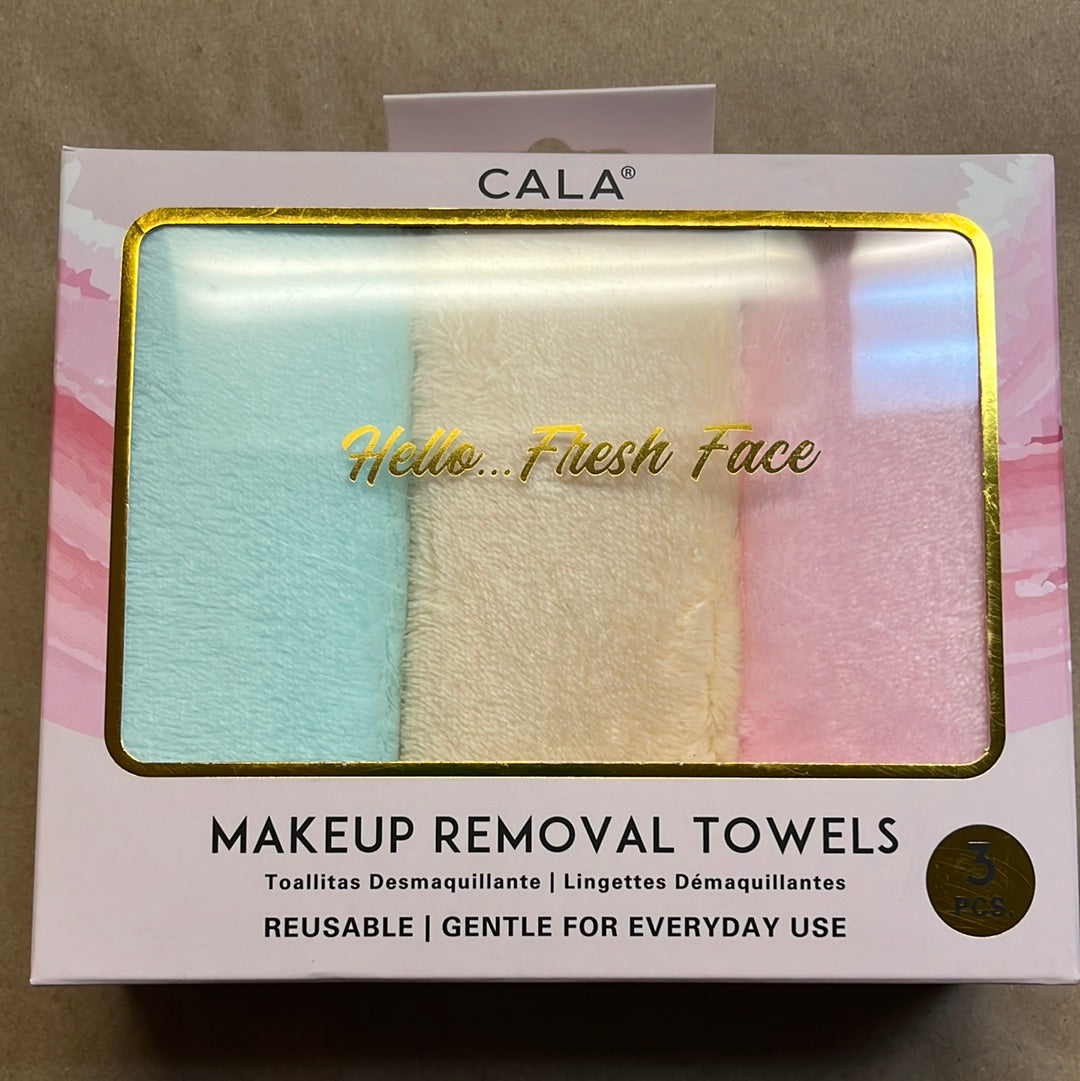 CALA®
Hello...Fresh Face
MAKEUP REMOVAL TOWELS
Toallitas Desmaquillante | Lingettes Démaquillantes
REUSABLE | GENTLE FOR EVERYDAY USE
3
PCS.